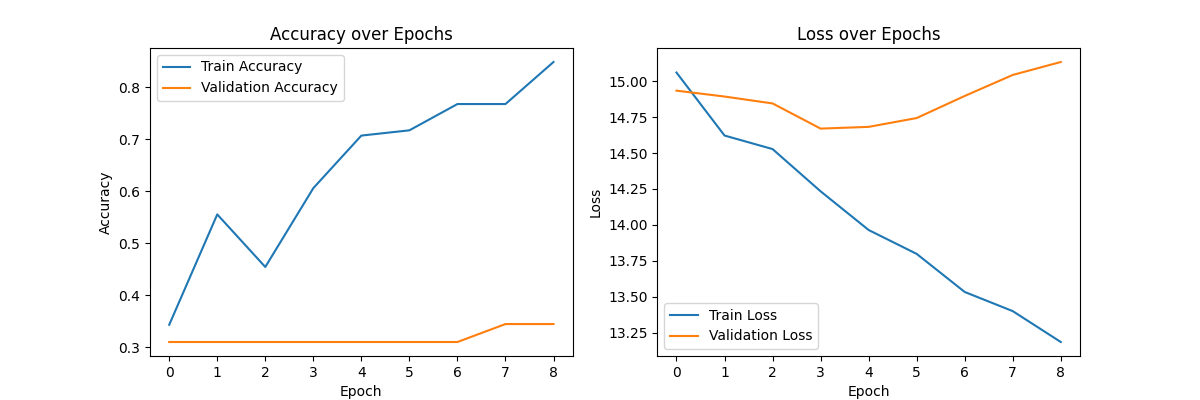 Accuracy over Epochs
Train Accuracy
Validation Accuracy
0.8
0.7
0.6
0.5
0.4
0.3
Accuracy
0 1 2 3 4 5 6 7 8
Epoch
Loss over Epochs
15.00
14.75
14.50
14.25
14.00
13.75
13.50
13.25
Loss
Train Loss
Validation Loss
0 1 2 3 4 5 6 7 8
Epoch